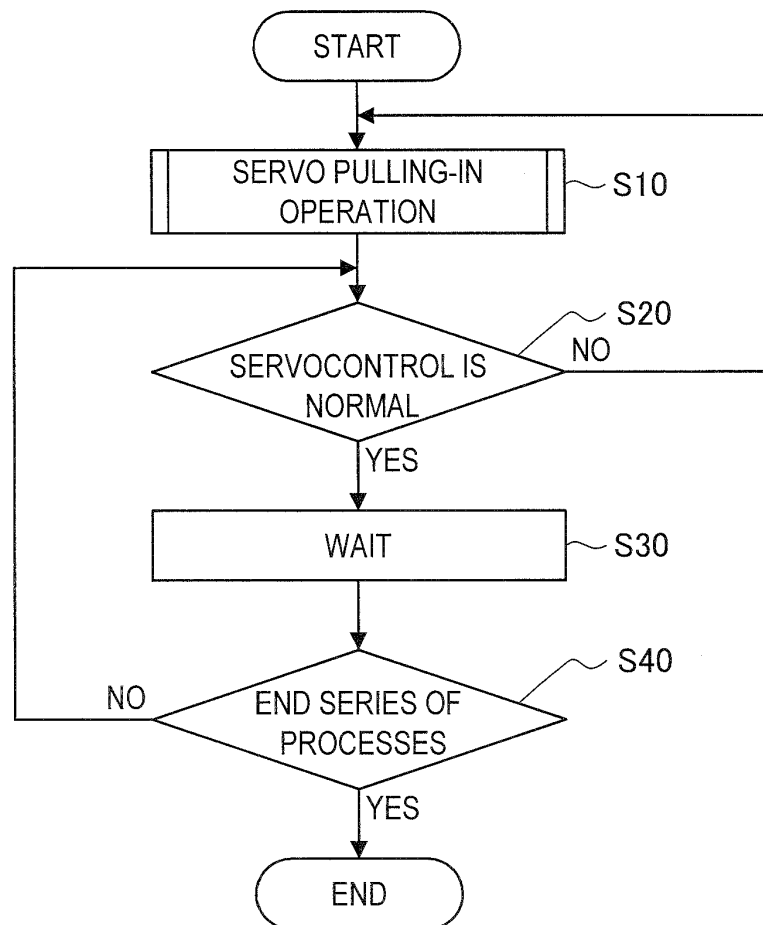 START
SERVO PULLING-IN
OPERATION
S10
S20
SERVOCONTROL IS
NORMAL
NO
YES
WAIT
S30
S40
END SERIES OF
PROCESSES
NO
YES
END